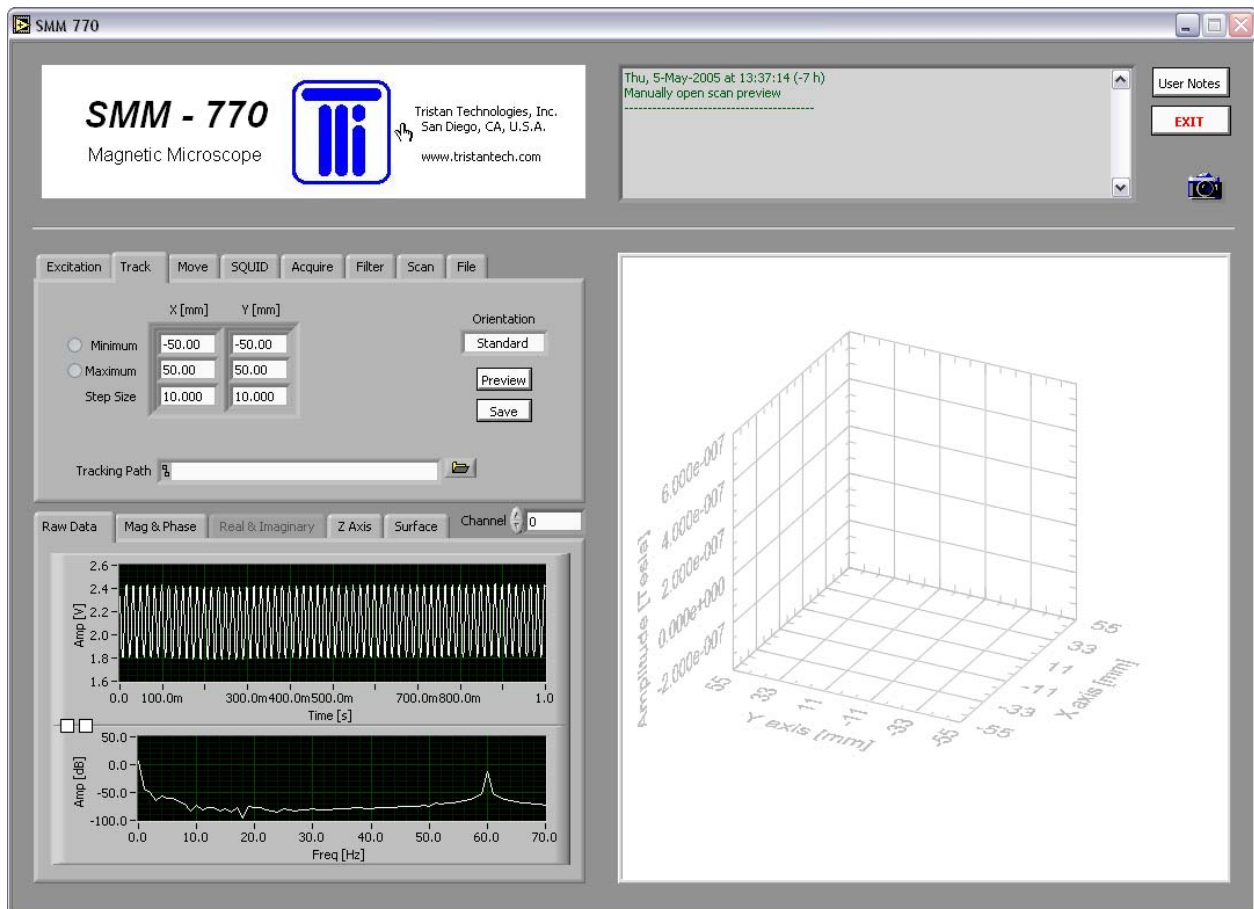 SMM 770
SMM - 770
Magnetic Microscope
Tristan Technologies, Inc.
San Diego, CA, U.S.A.
www.tristantech.com
Thu, 5-May-2005 at 13:37:14 (-7 h)
Manually open scan preview
------------------------------------
User Notes
EXIT
Excitation Track Move SQUID Acquire Filter Scan File
X [mm] Y [mm]
Minimum -50.00 -50.00
Maximum 50.00 50.00
Step Size 10.000 10.000
Orientation
Standard
Preview
Save
Tracking Path
Raw Data Mag & Phase Real & Imaginary Z Axis Surface Channel 0
Amp [V]
2.6
2.4
2.2
2.0
1.8
1.6
0.0 100.0m 300.0m 400.0m 500.0m 700.0m 800.0m 1.0
Time [s]
Amp [dB]
50.0
0.0
-50.0
-100.0
0.0 10.0 20.0 30.0 40.0 50.0 60.0 70.0
Freq [Hz]
Amplitude [Tesla]
6.000e-007
4.000e-007
2.000e-007
0.000e+000
-2.000e-007
55 33 11 -11 -33 -55
Y axis [mm]
55
33
11
-11
-33
-55
X axis [mm]